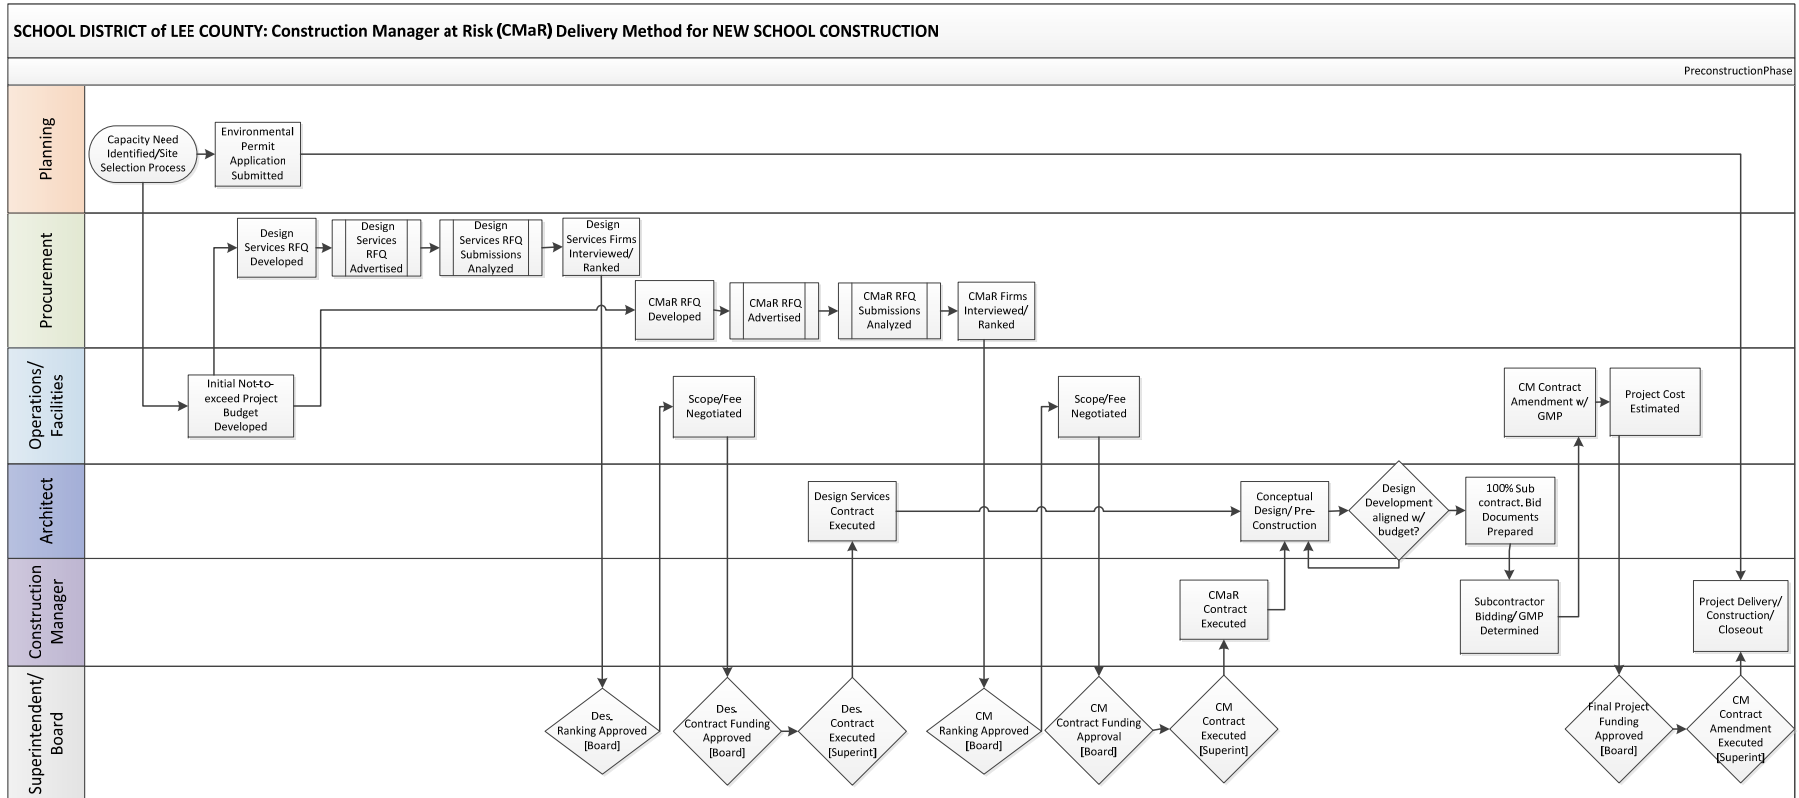 SCHOOL DISTRICT of LEE COUNTY: Construction Manager at Risk (CMaR) Delivery Method for NEW SCHOOL CONSTRUCTION
PreconstructionPhase
Planning
Capacity Need
Identified/Site
Selection Process
Environmental
Permit
Application
Submitted
Procurement
Design
Services RFQ
Developed
Design
Services
RFQ
Advertised
Design
Services RFQ
Submissions
Analyzed
Design
Services Firms
Interviewed/
Ranked
CMaR RFQ
Developed
CMaR RFQ
Advertised
CMaR RFQ
Submissions
Analyzed
CMaR Firms
Interviewed/
Ranked
Operations/
Facilities
Initial Not-to-
exceed Project
Budget
Developed
Scope/Fee
Negotiated
Scope/Fee
Negotiated
CM Contract
Amendment w/
GMP
Project Cost
Estimated
Architect
Design Services
Contract
Executed
Conceptual
Design/Pre-
Construction
Design
Development
aligned w/
budget?
100% Sub
contract. Bid
Documents
Prepared
Construction
Manager
CMaR
Contract
Executed
Subcontractor
Bidding/GMP
Determined
Project Delivery/
Construction/
Closeout
Superintendent/
Board
Des.
Ranking Approved
[Board]
Des.
Contract Funding
Approved
[Board]
Des.
Contract
Executed
[Superint]
CM
Ranking Approved
[Board]
CM
Contract Funding
Approval
[Board]
CM
Contract
Executed
[Superint]
Final Project
Funding
Approved
[Board]
CM
Contract
Amendment
Executed
[Superint]